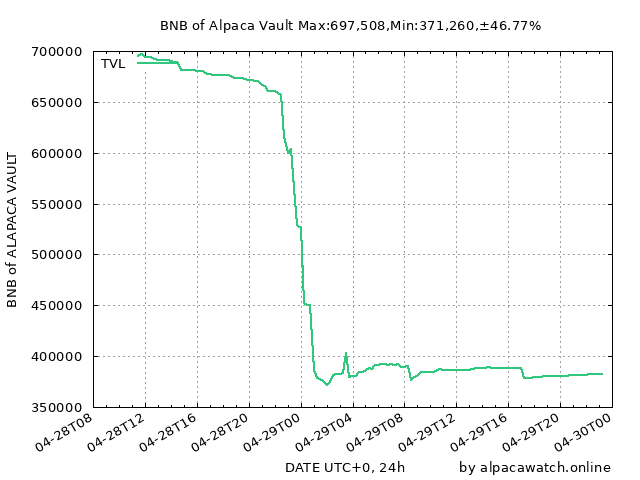 BNB of Alpaca Vault Max:697,508,Min:371,260,±46.77%
TVL
BNB of ALAPACA VAULT
700000
650000
600000
550000
500000
450000
400000
350000
04-28T08
04-28T12
04-28T16
04-28T20
04-29T00
04-29T04
04-29T08
04-29T12
04-29T16
04-29T20
04-30T00
DATE UTC+0, 24h
by alpacawatch.online